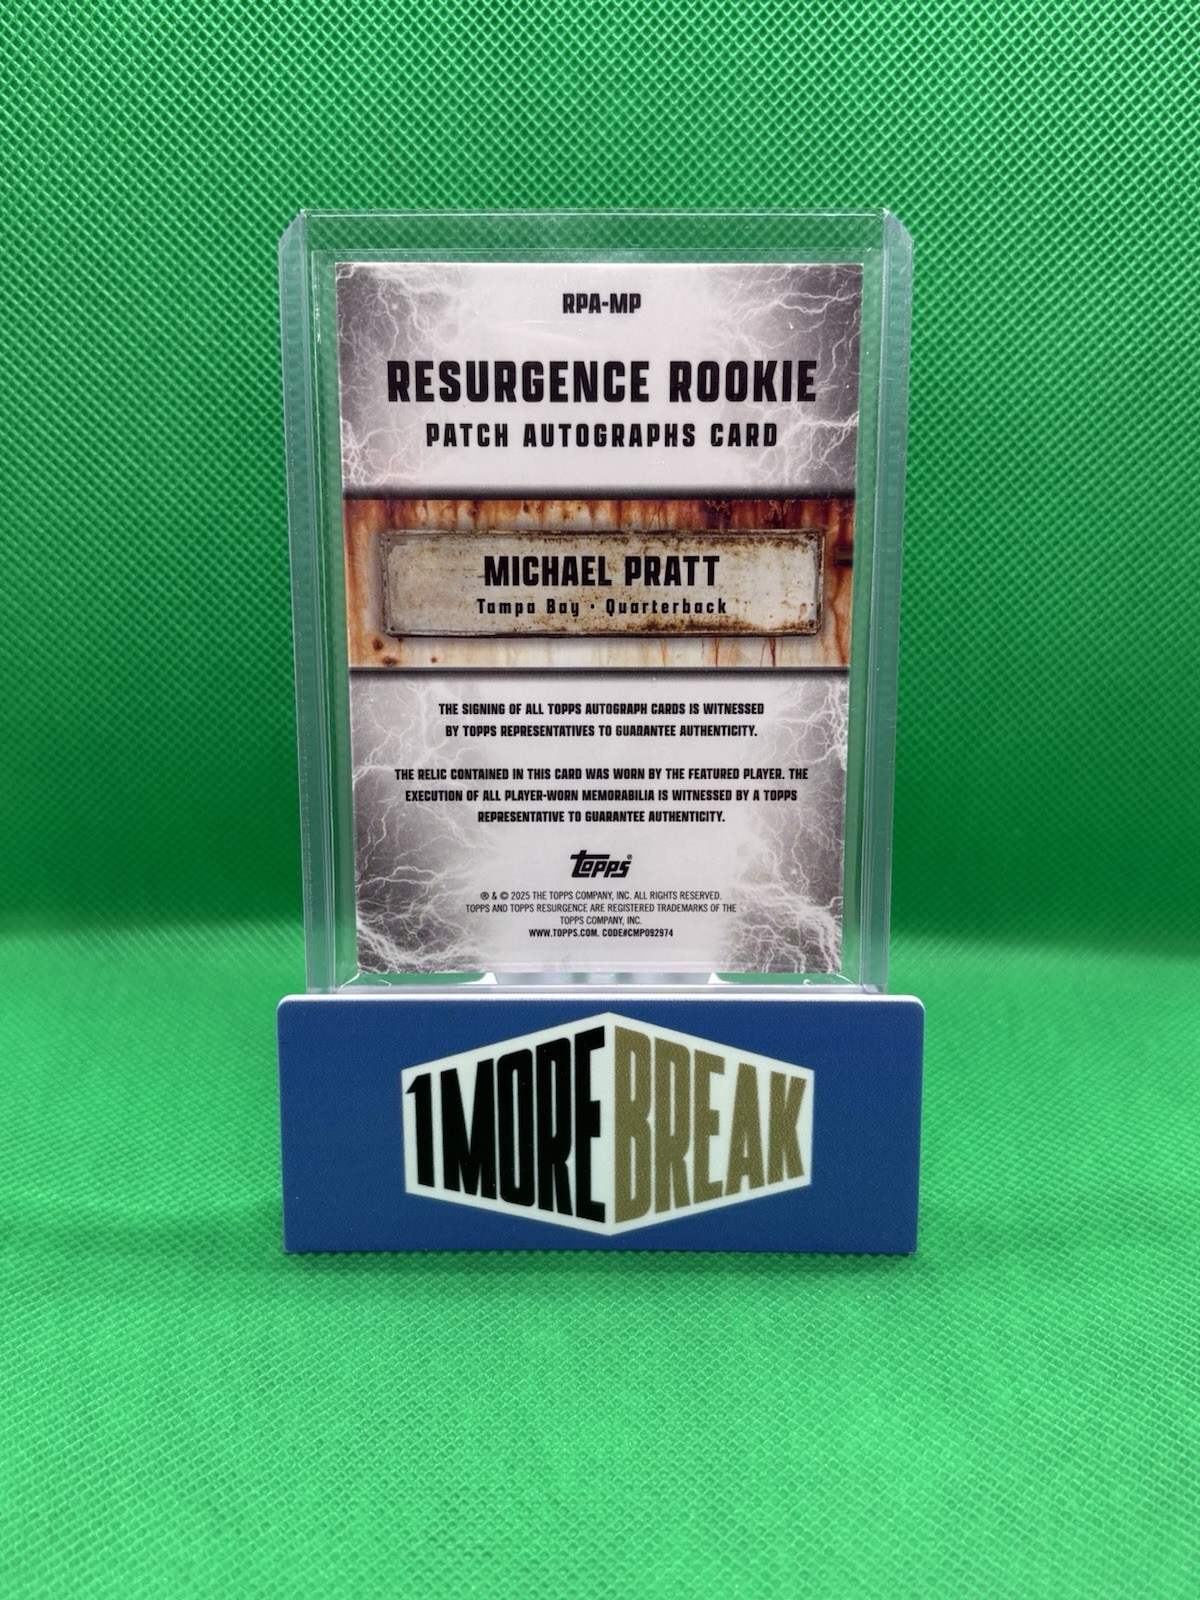 RPA-MP
RESURGENCE ROOKIE
PATCH AUTOGRAPHS CARD
MICHAEL PRATT
Tampa Bay • Quarterback
THE SIGNING OF ALL TOPPS AUTOGRAPH CARDS IS WITNESSED
BY TOPPS REPRESENTATIVES TO GUARANTEE AUTHENTICITY.
THE RELIC CONTAINED IN THIS CARD WAS WORN BY THE FEATURED PLAYER. THE
EXECUTION OF ALL PLAYER-WORN MEMORABILIA IS WITNESSED BY A TOPPS
REPRESENTATIVE TO GUARANTEE AUTHENTICITY.
topps®
® & © 2025 THE TOPPS COMPANY, INC. ALL RIGHTS RESERVED.
TOPPS AND TOPPS RESURGENCE ARE REGISTERED TRADEMARKS OF THE
TOPPS COMPANY, INC.
WWW.TOPPS.COM. CODE#CMP092974
1 MORE BREAK